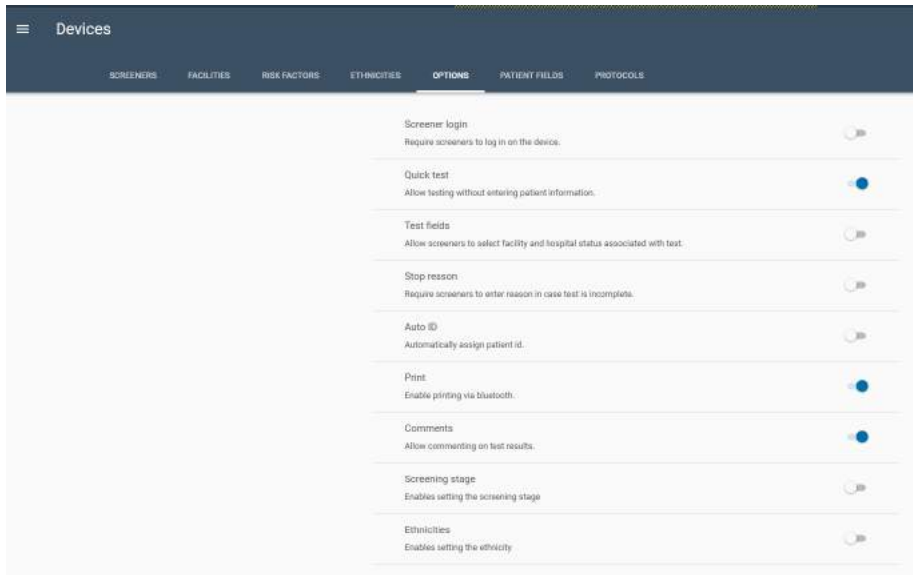 Devices
SCREENERS FACILITIES RISK FACTORS ETHNICITIES OPTIONS PATIENT FIELDS PROTOCOLS
Screener login
Require screeners to log in on the device.
Quick test
Allow testing without entering patient information.
Test fields
Allow screeners to select facility and hospital status associated with test.
Stop reason
Require screeners to enter reason in case test is incomplete.
Auto ID
Automatically assign patient id.
Print
Enable printing via bluetooth.
Comments
Allow commenting on test results.
Screening stage
Enables setting the screening stage
Ethnicities
Enables setting the ethnicity